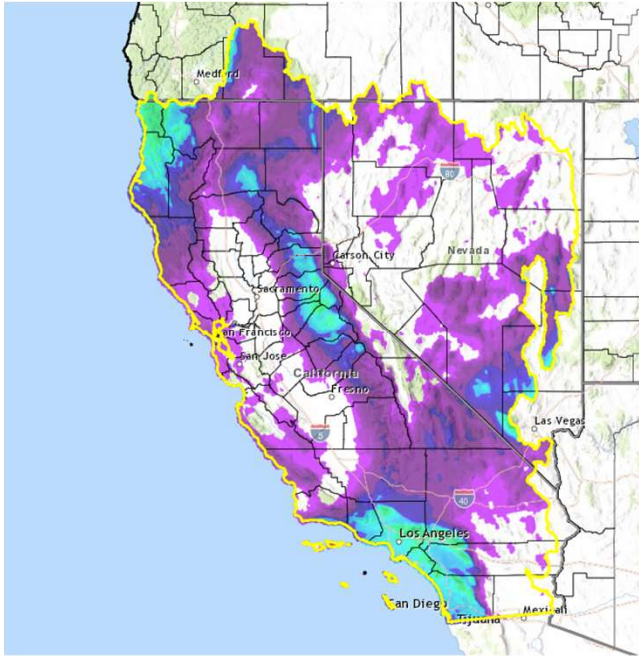 Medford
80
Nevada
Carson City
Sacramento
an Francisco
San Jose
California
Fresno
5
Las Vegas
40
Los Angeles
San Diego
Mexicali
Tijuana